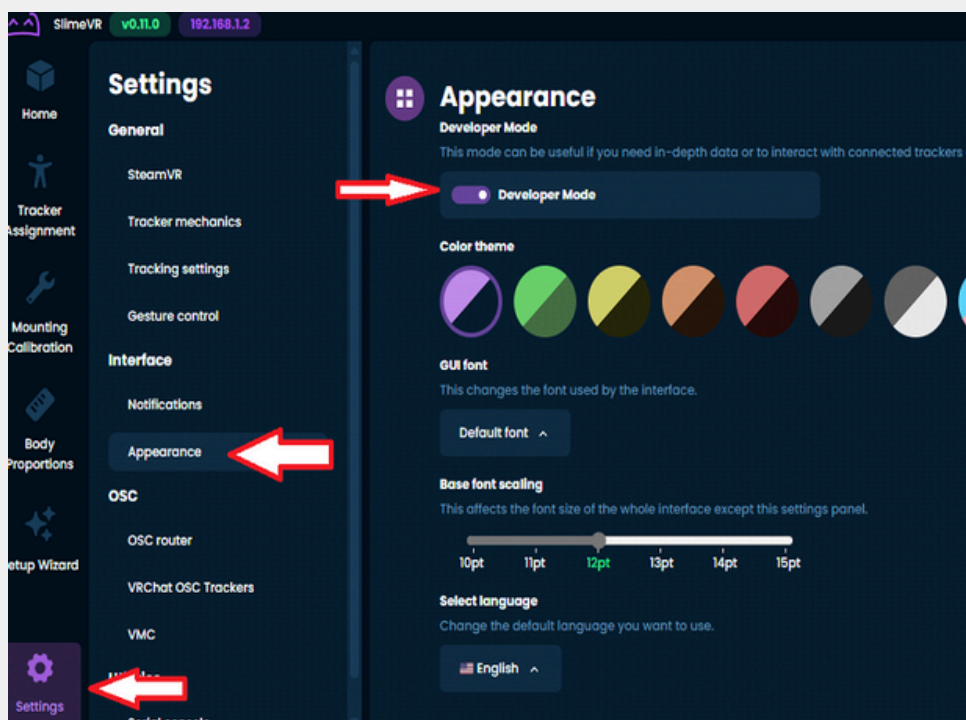 SlimeVR v0.11.0 192.168.1.2
Home
Tracker
Assignment
Mounting
Calibration
Body
Proportions
etup Wizard
Settings
Settings
General
SteamVR
Tracker mechanics
Tracking settings
Gesture control
Interface
Notifications
Appearance
OSC
OSC router
VRChat OSC Trackers
VMC
Appearance
Developer Mode
This mode can be useful if you need in-depth data or to interact with connected trackers
Developer Mode
Color theme
GUI font
This changes the font used by the interface.
Default font
Base font scaling
This affects the font size of the whole interface except this settings panel.
10pt 11pt 12pt 13pt 14pt 15pt
Select language
Change the default language you want to use.
English